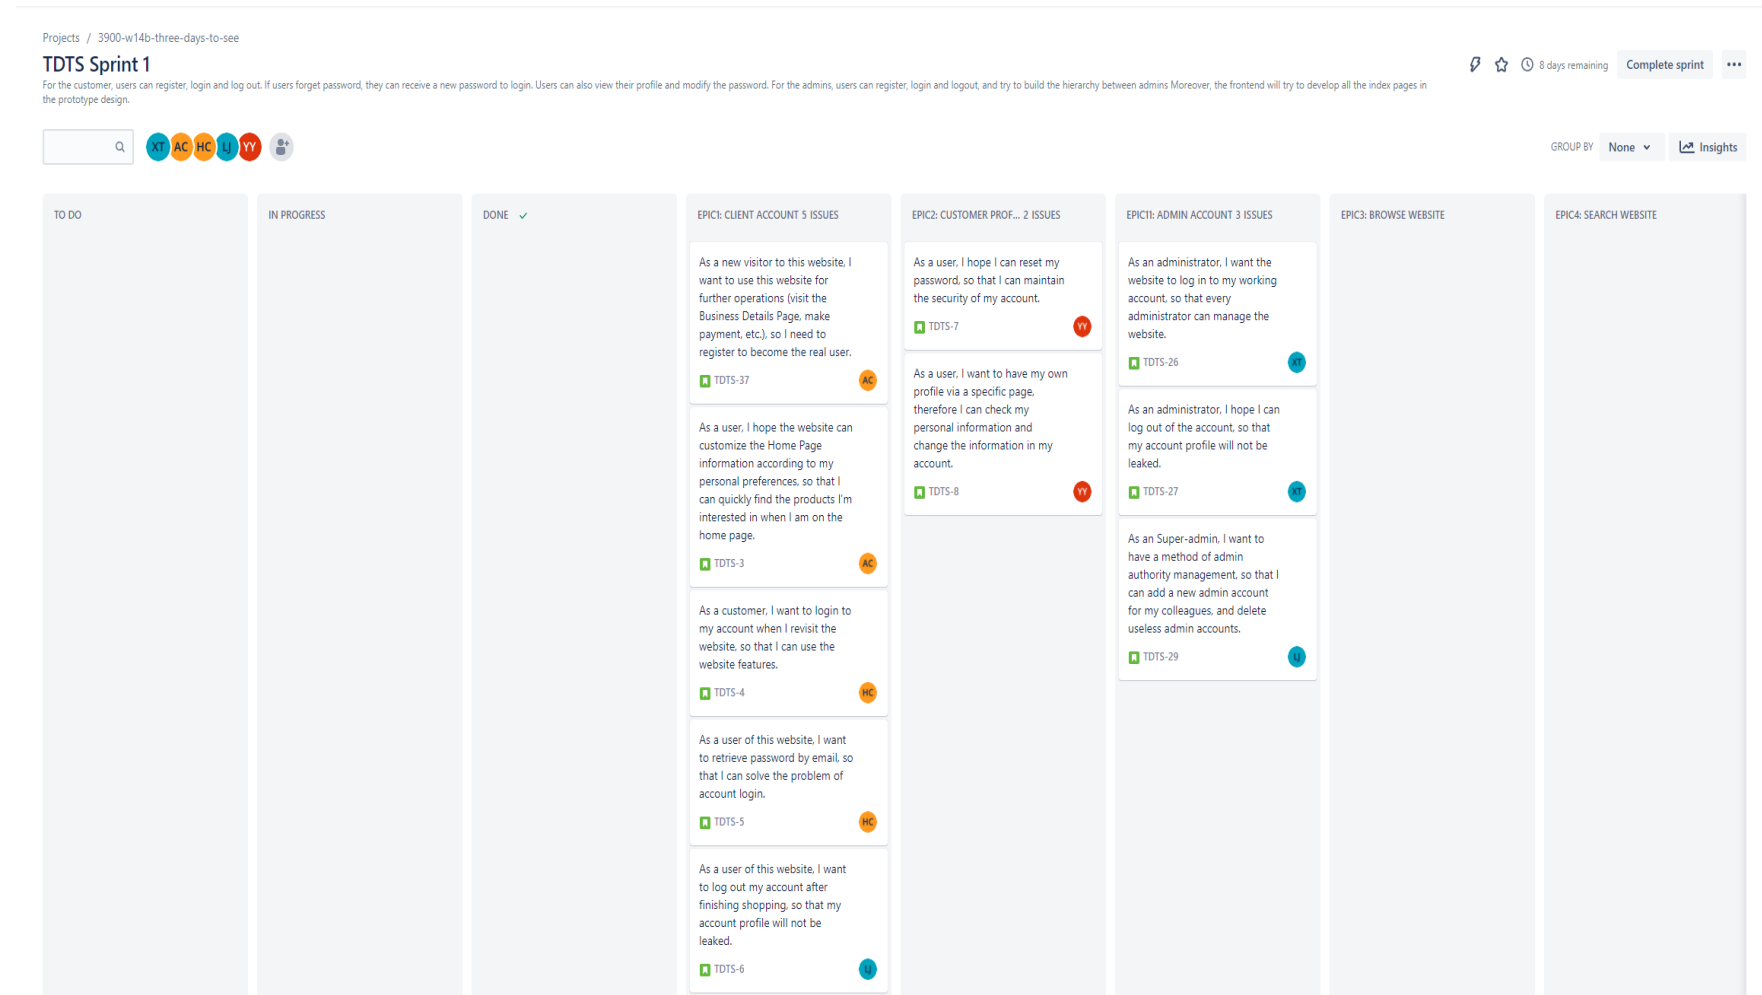 Projects / 3900-w14b-three-days-to-see
TDTS Sprint 1
8 days remaining
Complete sprint
For the customer, users can register, login and log out. If users forget password, they can receive a new password to login. Users can also view their profile and modify the password. For the admins, users can register, login and logout, and try to build the hierarchy between admins Moreover, the frontend will try to develop all the index pages in
the prototype design.
XT AC HC LJ YY
GROUP BY None
Insights
TO DO
IN PROGRESS
DONE
EPIC1: CLIENT ACCOUNT 5 ISSUES
As a new visitor to this website, I
want to use this website for
further operations (visit the
Business Details Page, make
payment, etc.), so I need to
register to become the real user.
TDTS-37 AC
As a user, I hope the website can
customize the Home Page
information according to my
personal preferences, so that I
can quickly find the products I'm
interested in when I am on the
home page.
TDTS-3 AC
As a customer, I want to login to
my account when I revisit the
website, so that I can use the
website features.
TDTS-4 HC
As a user of this website, I want
to retrieve password by email, so
that I can solve the problem of
account login.
TDTS-5 HC
As a user of this website, I want
to log out my account after
finishing shopping, so that my
account profile will not be
leaked.
TDTS-6 LJ
EPIC2: CUSTOMER PROF... 2 ISSUES
As a user, I hope I can reset my
password, so that I can maintain
the security of my account.
TDTS-7 YY
As a user, I want to have my own
profile via a specific page,
therefore I can check my
personal information and
change the information in my
account.
TDTS-8 YY
EPIC11: ADMIN ACCOUNT 3 ISSUES
As an administrator, I want the
website to log in to my working
account, so that every
administrator can manage the
website.
TDTS-26 XT
As an administrator, I hope I can
log out of the account, so that
my account profile will not be
leaked.
TDTS-27 XT
As an Super-admin, I want to
have a method of admin
authority management, so that I
can add a new admin account
for my colleagues, and delete
useless admin accounts.
TDTS-29 LJ
EPIC3: BROWSE WEBSITE
EPIC4: SEARCH WEBSITE